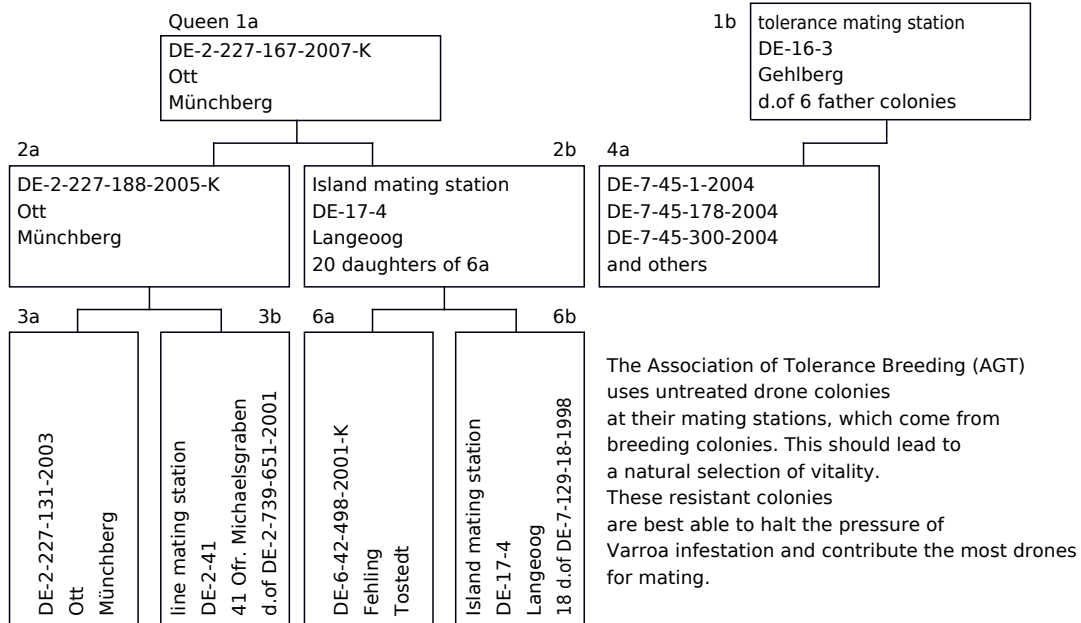 Queen 1a
DE-2-227-167-2007-K
Ott
Münchberg
1b
tolerance mating station
DE-16-3
Gehlberg
d.of 6 father colonies
2a
DE-2-227-188-2005-K
Ott
Münchberg
2b
Island mating station
DE-17-4
Langeoog
20 daughters of 6a
4a
DE-7-45-1-2004
DE-7-45-178-2004
DE-7-45-300-2004
and others
3a
DE-2-227-131-2003
Ott
Münchberg
3b
line mating station
DE-2-41
41 Ofr. Michaelsgraben
d.of DE-2-739-651-2001
6a
DE-6-42-498-2001-K
Fehling
Tostedt
6b
Island mating station
DE-17-4
Langeoog
18 d.of DE-7-129-18-1998
The Association of Tolerance Breeding (AGT)
uses untreated drone colonies
at their mating stations, which come from
breeding colonies. This should lead to
a natural selection of vitality.
These resistant colonies
are best able to halt the pressure of
Varroa infestation and contribute the most drones
for mating.